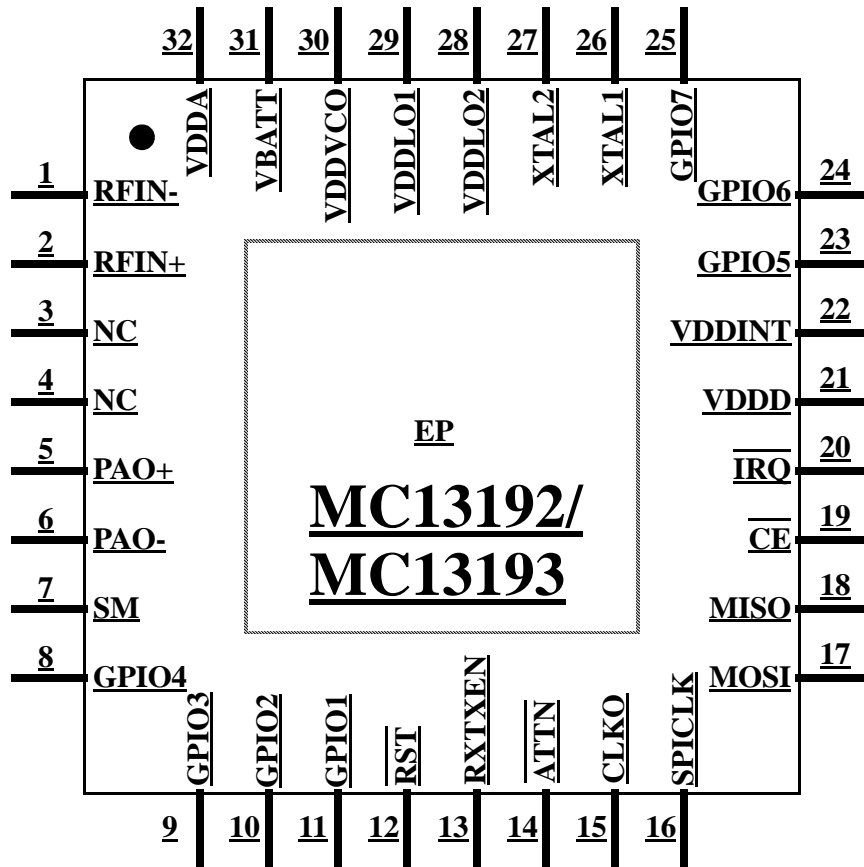 32 31 30 29 28 27 26 25
VDDA VBATT VDDVCO VDDLO1 VDDLO2 XTAL2 XTAL1 GPIO7
1 RFIN- GPIO6 24
2 RFIN+ GPIO5 23
3 NC VDDINT 22
4 NC VDDD 21
5 PAO+ IRQ 20
6 PAO- CE 19
7 SM MISO 18
8 GPIO4 MOSI 17
EP
MC13192/
MC13193
GPIO3 GPIO2 GPIO1 RST RXTXEN ATTN CLKO SPICLK
9 10 11 12 13 14 15 16